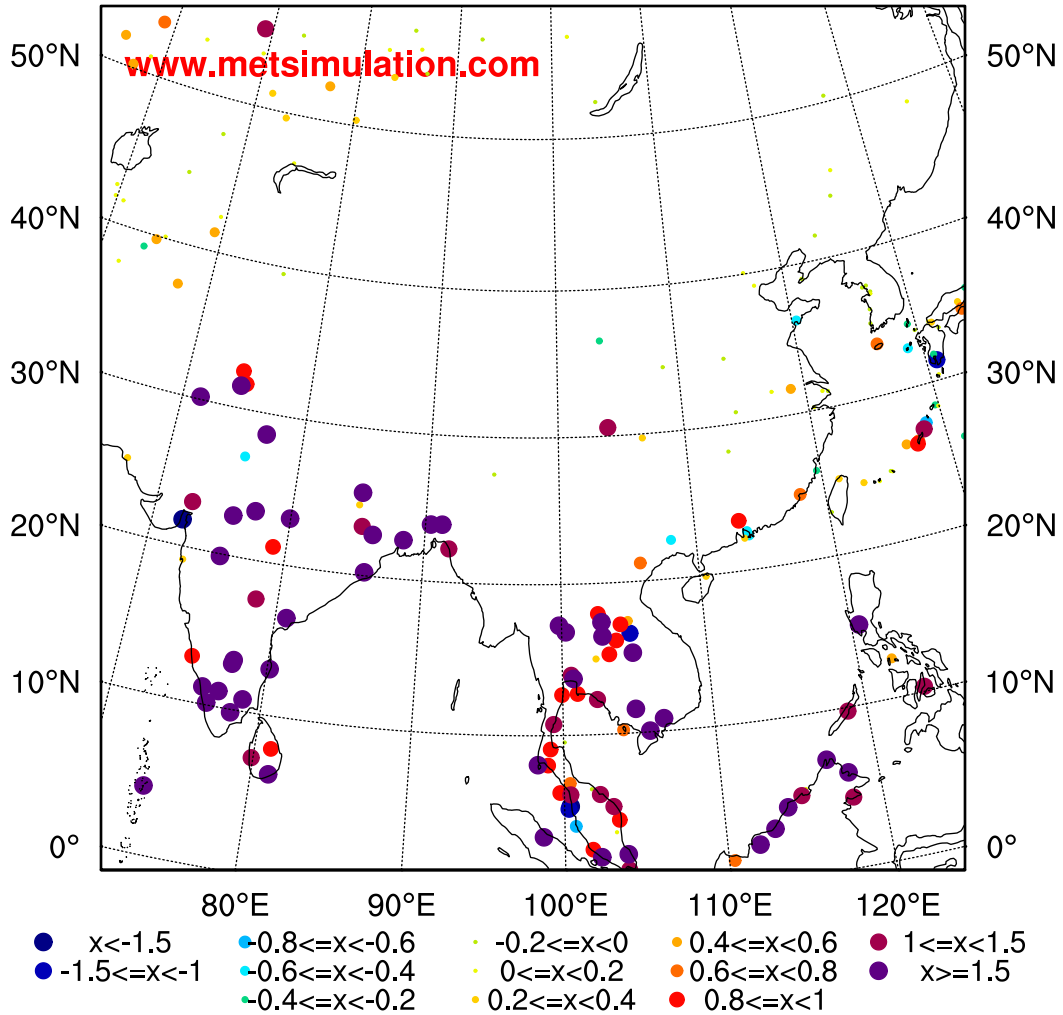 50°N 50°N
www.metsimulation.com
40°N 40°N
30°N 30°N
20°N 20°N
10°N 10°N
0° 0°
80°E 90°E 100°E 110°E 120°E
x<-1.5 -0.8<=x<-0.6 -0.2<=x<0 0.4<=x<0.6 1<=x<1.5
-1.5<=x<-1 -0.6<=x<-0.4 0<=x<0.2 0.6<=x<0.8 x>=1.5
-0.4<=x<-0.2 0.2<=x<0.4 0.8<=x<1